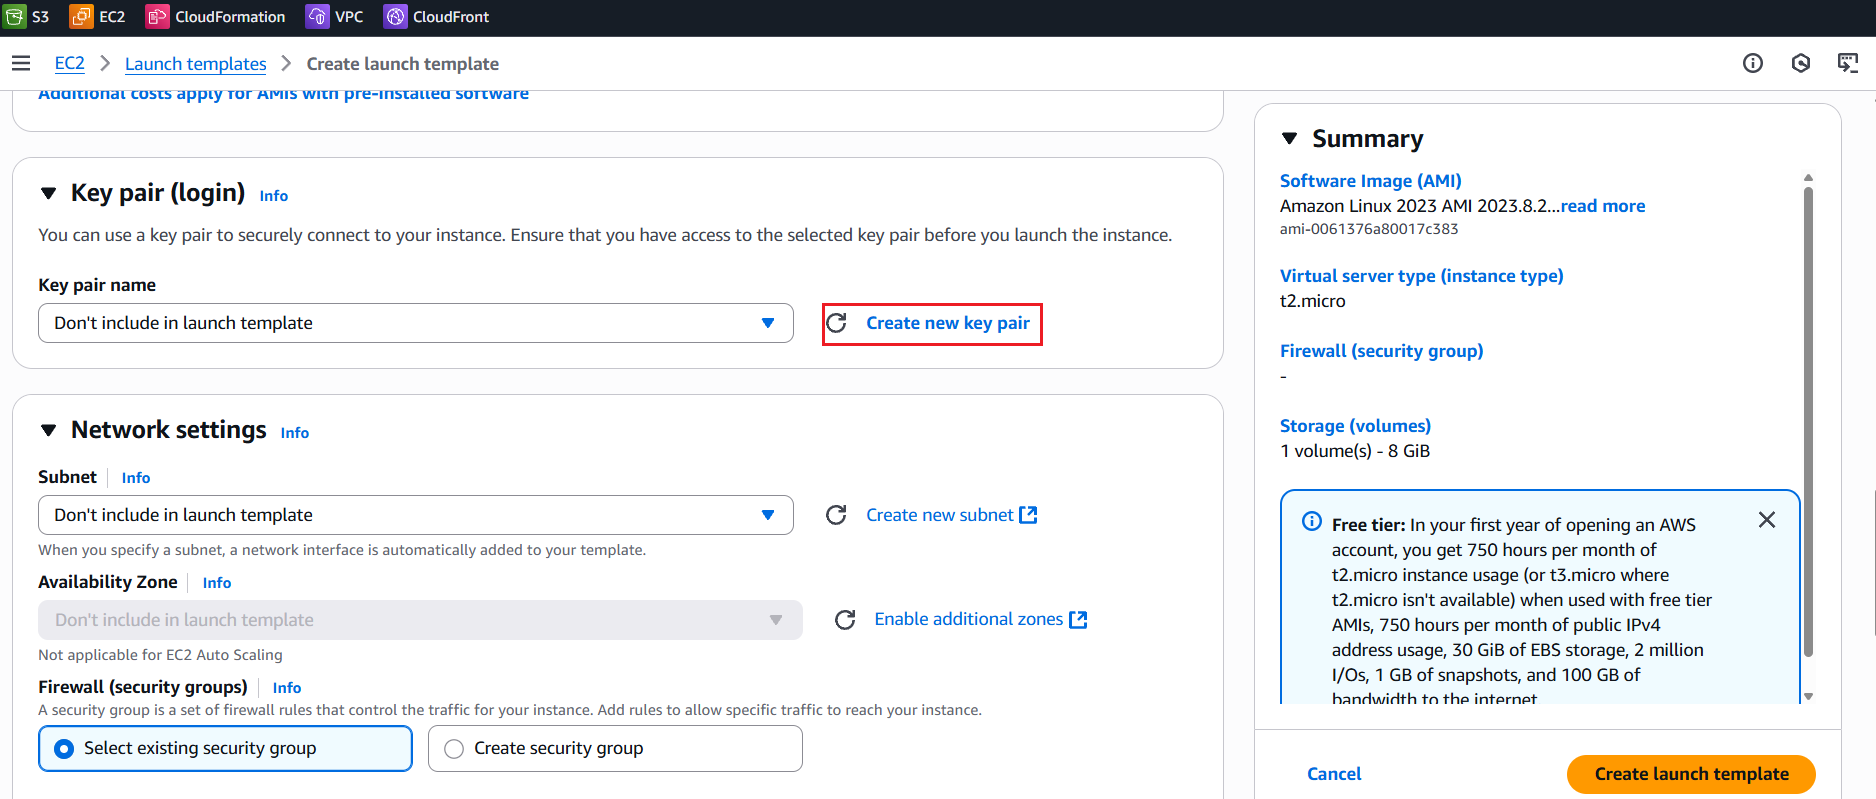 S3 EC2 CloudFormation VPC CloudFront
EC2 Launch templates Create launch template
Additional costs apply for AMIs with pre-installed software
Key pair (login) Info
You can use a key pair to securely connect to your instance. Ensure that you have access to the selected key pair before you launch the instance.
Key pair name
Don't include in launch template
Create new key pair
Network settings Info
Subnet Info
Don't include in launch template
Create new subnet
When you specify a subnet, a network interface is automatically added to your template.
Availability Zone Info
Don't include in launch template
Enable additional zones
Not applicable for EC2 Auto Scaling
Firewall (security groups) Info
A security group is a set of firewall rules that control the traffic for your instance. Add rules to allow specific traffic to reach your instance.
Select existing security group
Create security group
Summary
Software Image (AMI)
Amazon Linux 2023 AMI 2023.8.2...read more
ami-0061376a80017c383
Virtual server type (instance type)
t2.micro
Firewall (security group)
-
Storage (volumes)
1 volume(s) - 8 GiB
Free tier: In your first year of opening an AWS
account, you get 750 hours per month of
t2.micro instance usage (or t3.micro where
t2.micro isn't available) when used with free tier
AMIs, 750 hours per month of public IPv4
address usage, 30 GiB of EBS storage, 2 million
I/Os, 1 GB of snapshots, and 100 GB of
bandwidth to the internet
Cancel
Create launch template